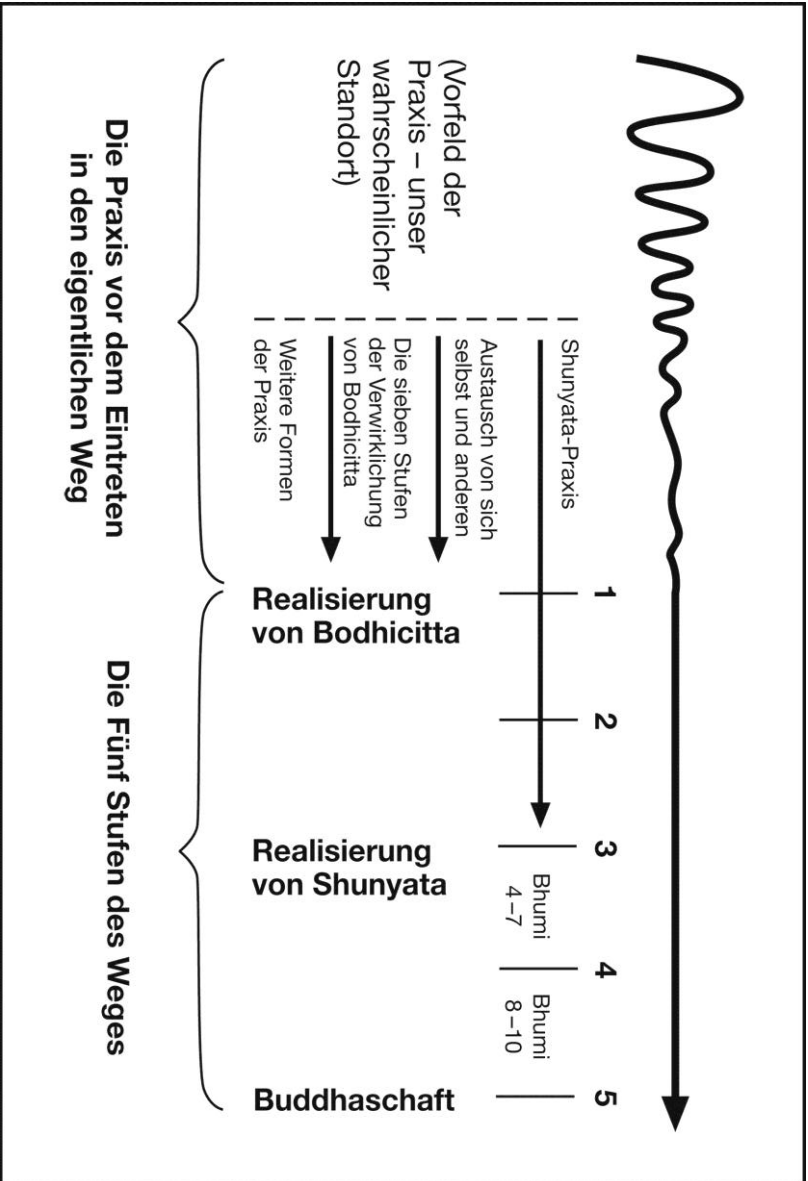 (Vorfeld der
Praxis – unser
wahrscheinlicher
Standort)
Shunyata-Praxis
Austausch von sich
selbst und anderen
Die sieben Stufen
der Verwirklichung
von Bodhicitta
Weitere Formen
der Praxis
1
2
3
4
5
Bhumi
4–7
Bhumi
8–10
Realisierung
von Bodhicitta
Realisierung
von Shunyata
Buddhaschaft
Die Praxis vor dem Eintreten
in den eigentlichen Weg
Die Fünf Stufen des Weges